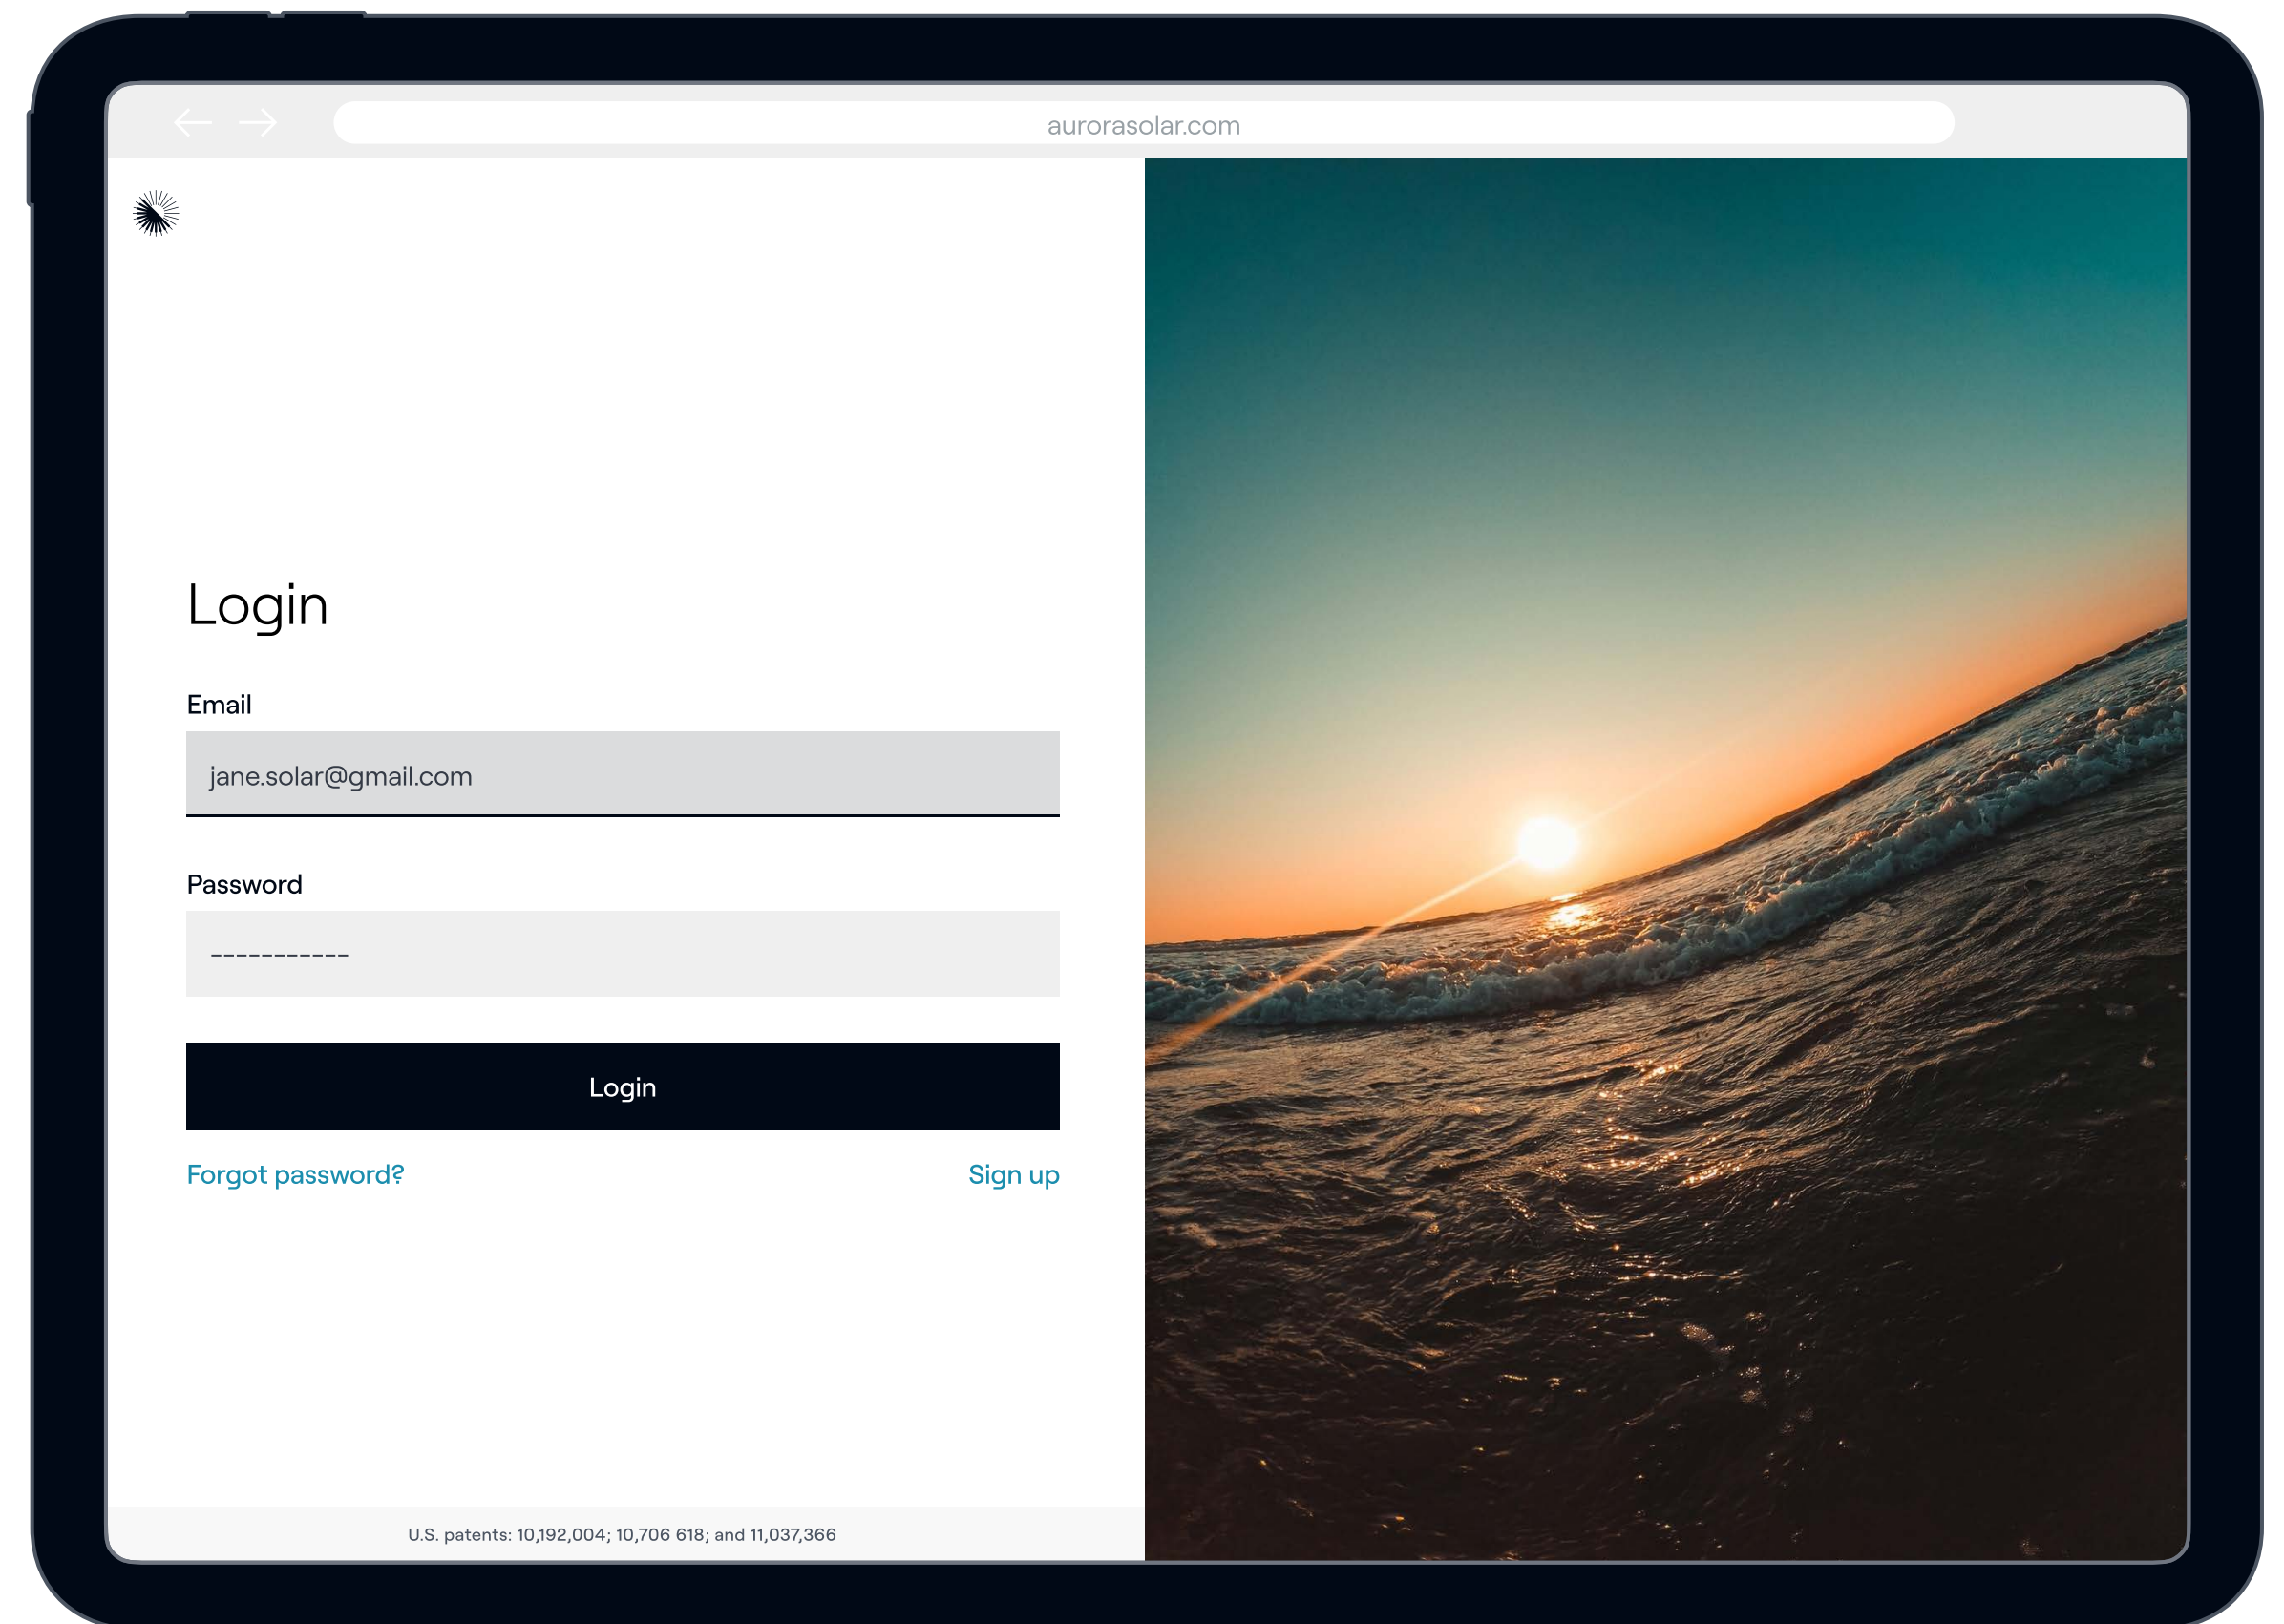 aurorasolar.com
Login
Email
jane.solar@gmail.com
Password
-----------
Login
Forgot password? Sign up
U.S. patents: 10,192,004; 10,706 618; and 11,037,366